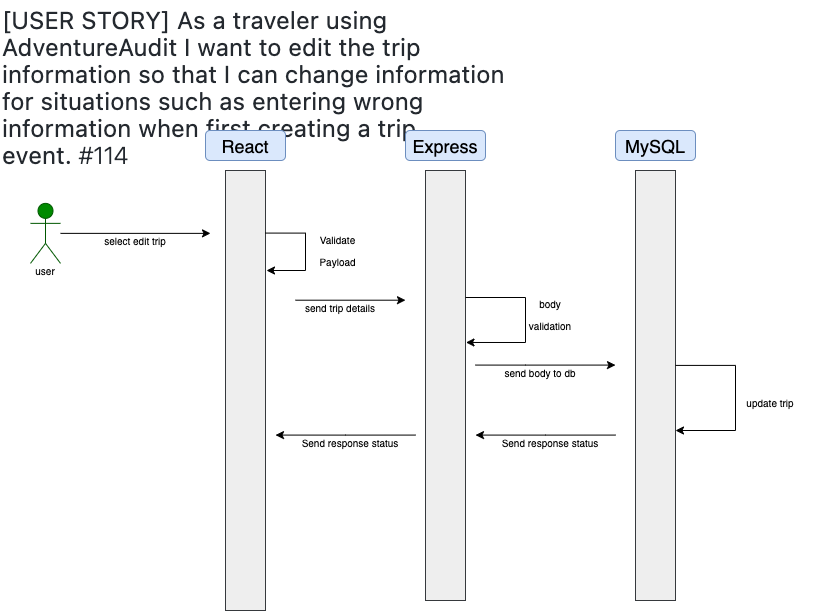 [USER STORY] As a traveler using
AdventureAudit I want to edit the trip
information so that I can change information
for situations such as entering wrong
information when first creating a trip
event. #114
React
Express
MySQL
select edit trip
user
Validate
Payload
send trip details
body
validation
send body to db
update trip
Send response status
Send response status